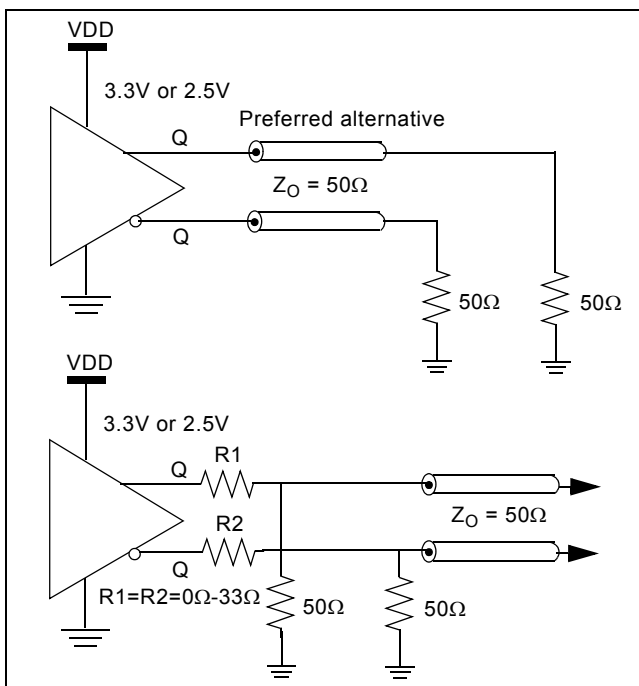 VDD
3.3V or 2.5V
Q
Preferred alternative
ZO = 50Ω
Q
50Ω
50Ω
VDD
3.3V or 2.5V
Q
R1
ZO = 50Ω
R2
Q
R1=R2=0Ω-33Ω
50Ω
50Ω